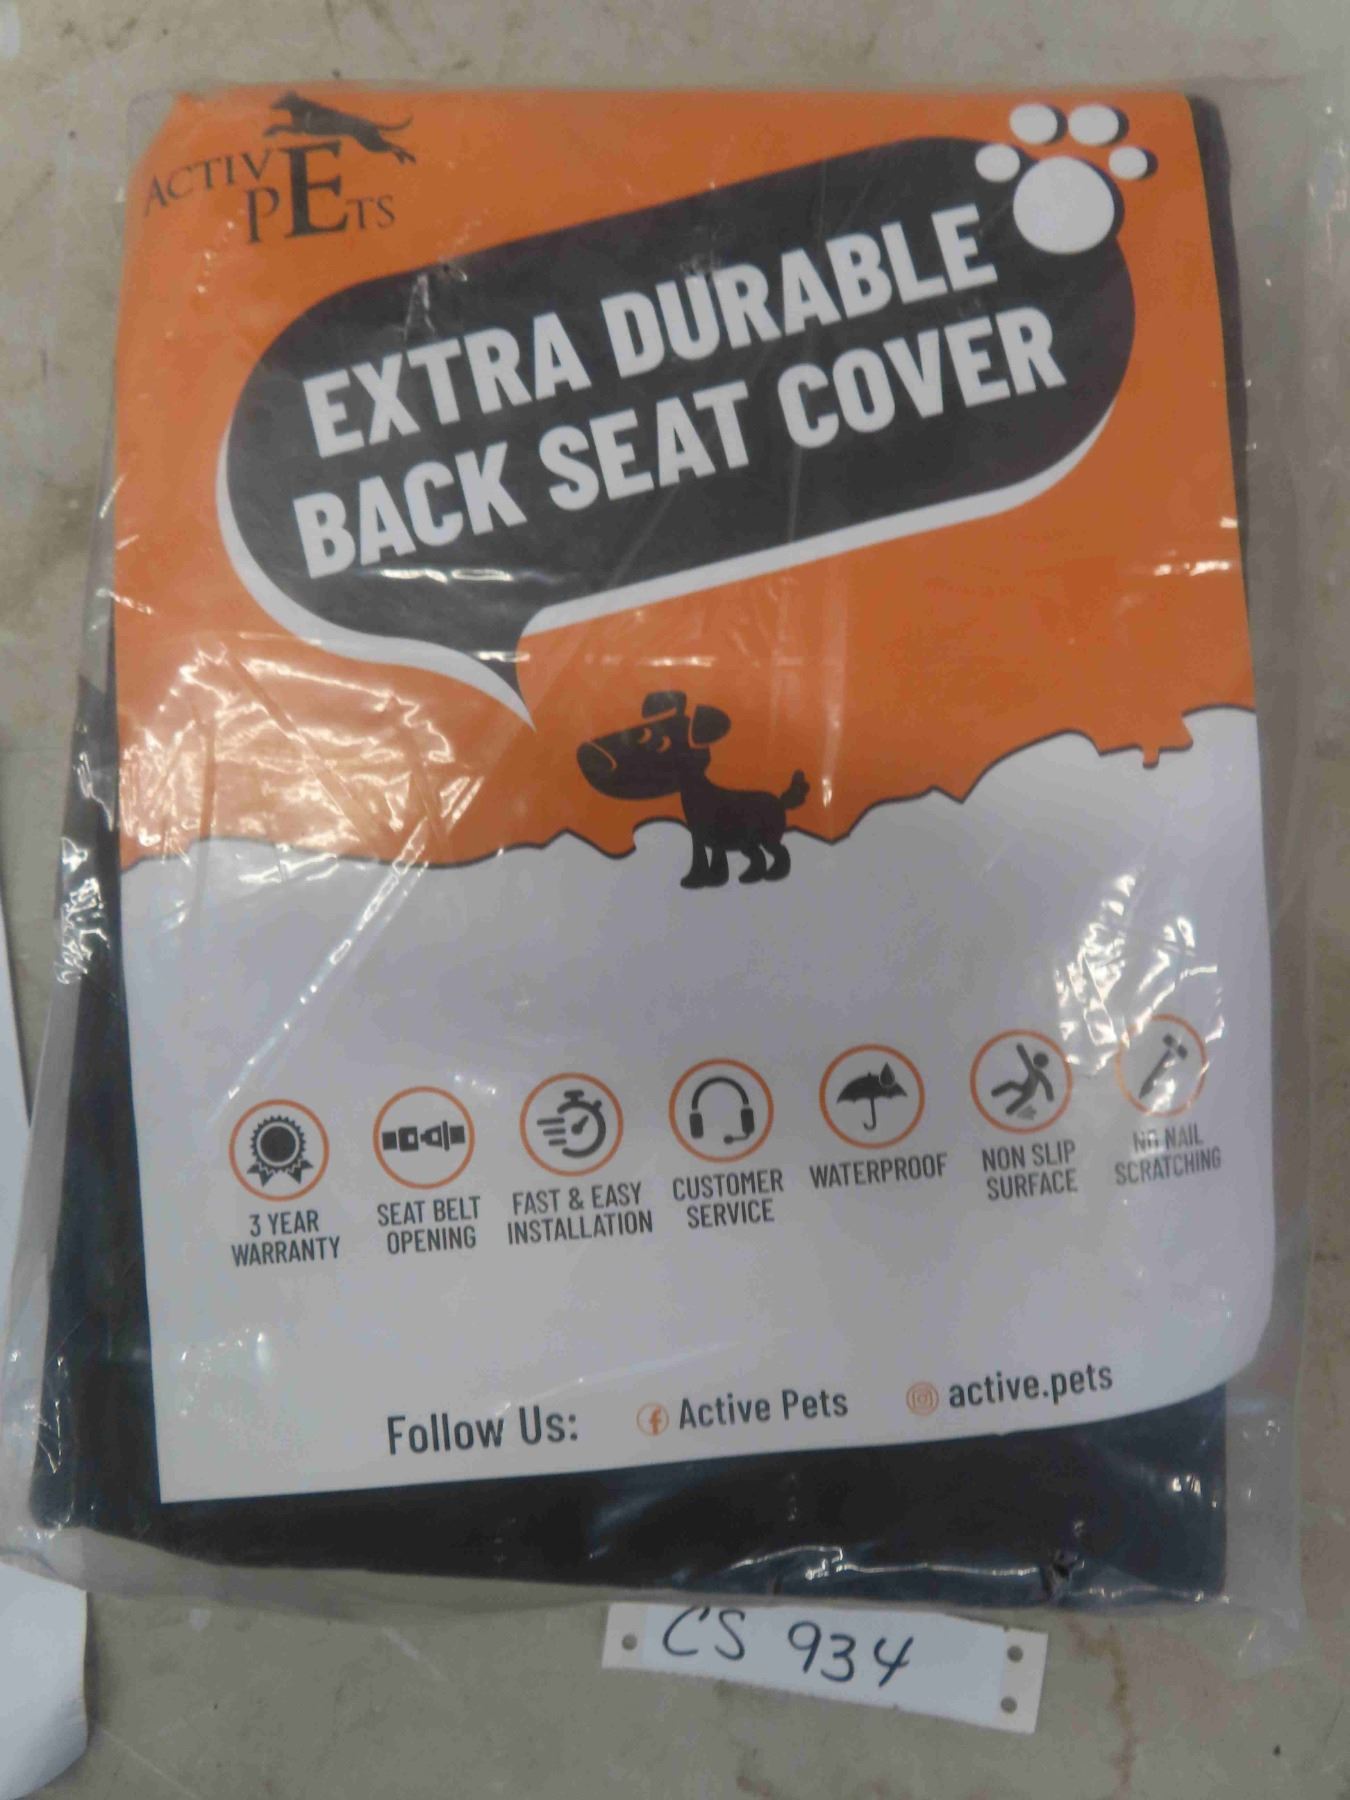 ACTIVE
PETS
EXTRA DURABLE
BACK SEAT COVER
3 YEAR
WARRANTY
SEAT BELT
OPENING
FAST & EASY
INSTALLATION
CUSTOMER
SERVICE
WATERPROOF
NON SLIP
SURFACE
NO NAIL
SCRATCHING
Follow Us: Active Pets active.pets
CS 934